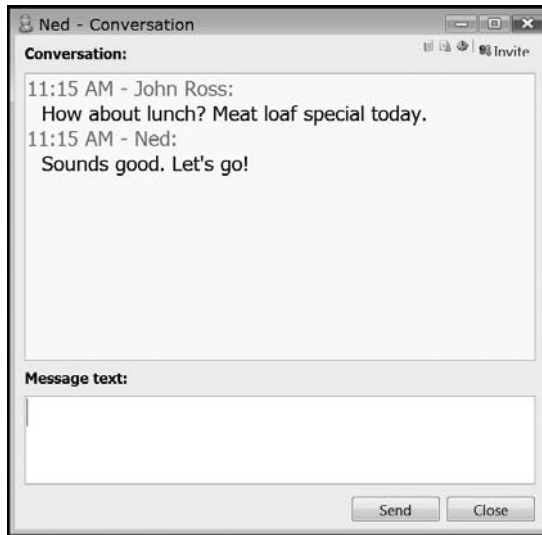 Ned - Conversation
Conversation:
Invite
11:15 AM - John Ross:
How about lunch? Meat loaf special today.
11:15 AM - Ned:
Sounds good. Let's go!
Message text:
Send Close